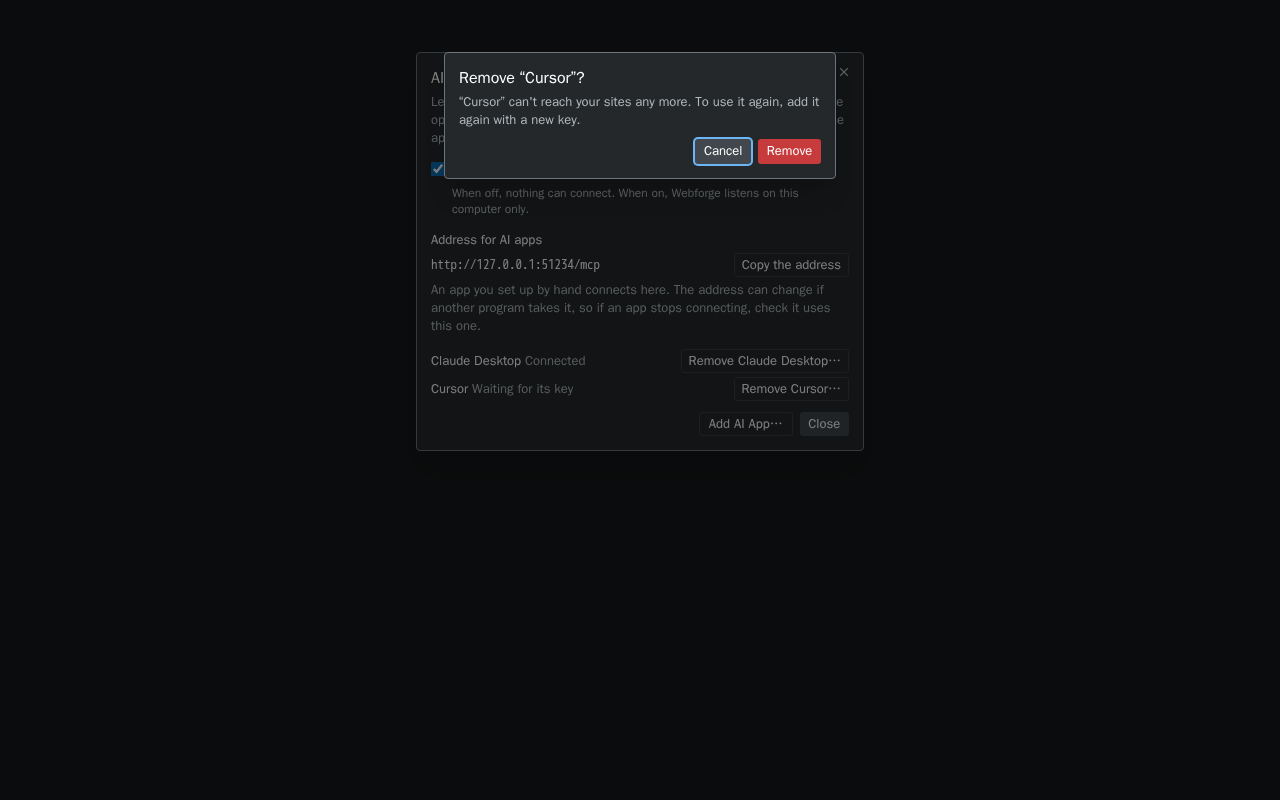 Remove “Cursor”?
“Cursor” can't reach your sites any more. To use it again, add it
again with a new key.
Cancel
Remove
AI
Le
e
op
e
ap
When off, nothing can connect. When on, Webforge listens on this
computer only.
Address for AI apps
http://127.0.0.1:51234/mcp
Copy the address
An app you set up by hand connects here. The address can change if
another program takes it, so if an app stops connecting, check it uses
this one.
Claude Desktop Connected
Remove Claude Desktop…
Cursor Waiting for its key
Remove Cursor…
Add AI App…
Close